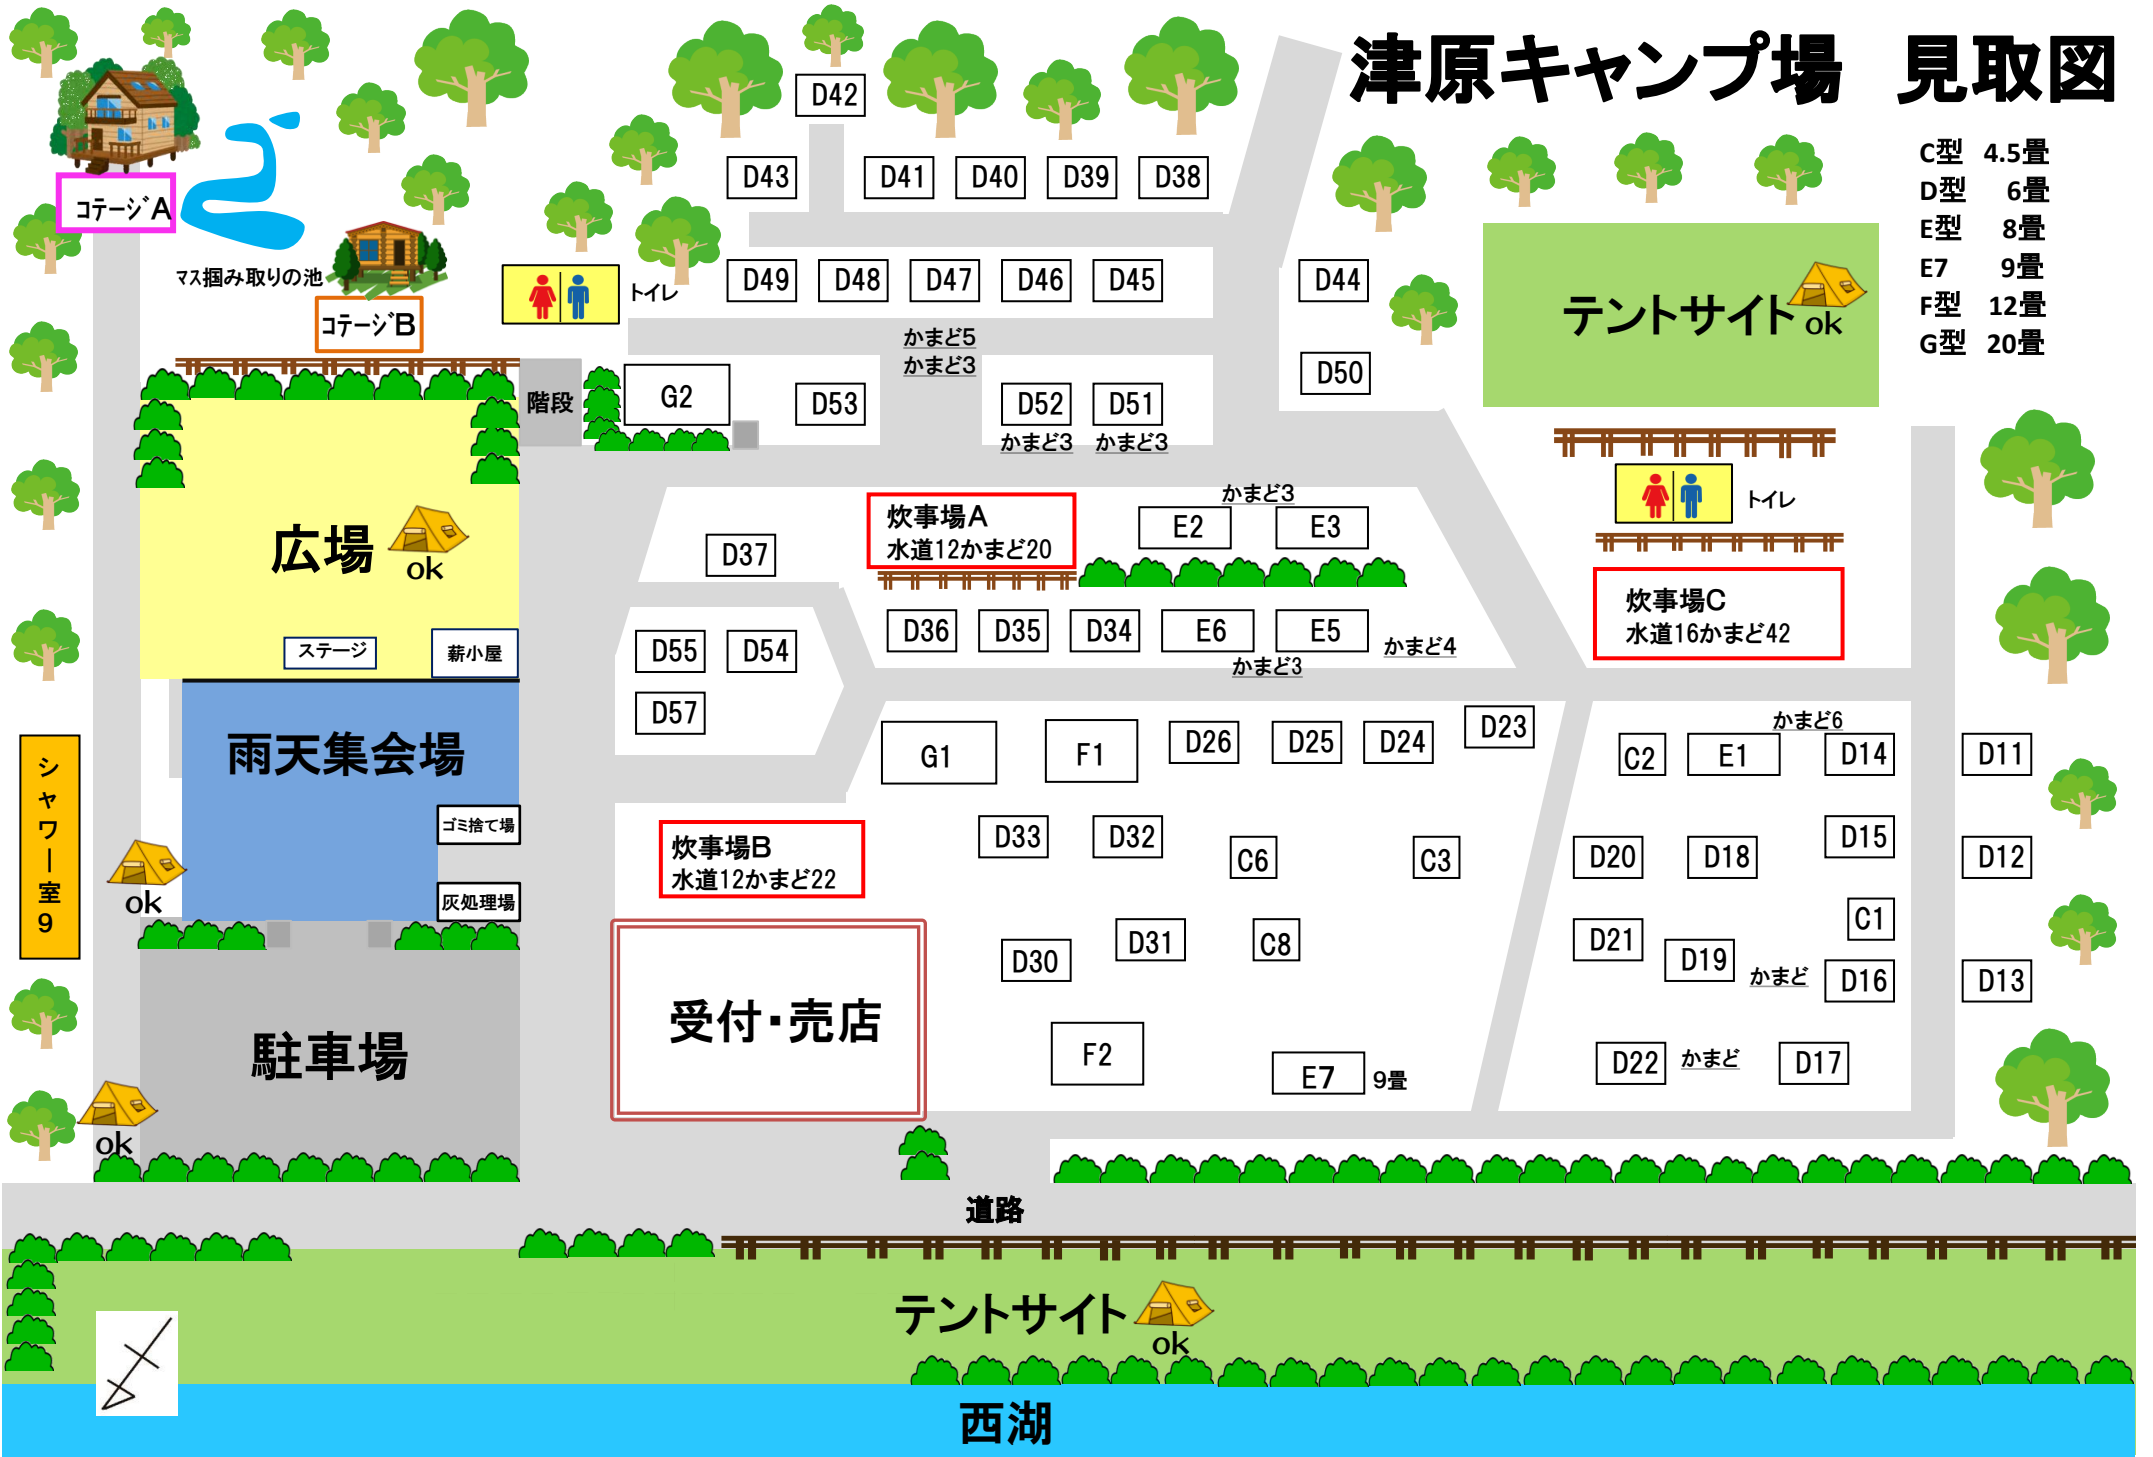 津原キャンプ場　見取図
C型 4.5畳
D型 6畳
E型 8畳
E7 9畳
F型 12畳
G型 20畳
D42
D43
D41
D40
D39
D38
コテージA
マス掴み取りの池
コテージB
トイレ
D49
D48
D47
D46
D45
D44
テントサイト
ok
かまど5
かまど3
階段
G2
D53
D52
D51
D50
かまど3
かまど3
広場
ok
ステージ
薪小屋
D37
炊事場A
水道12かまど20
かまど3
E2
E3
トイレ
D36
D35
D34
E6
E5
かまど4
かまど3
炊事場C
水道16かまど42
D55
D54
D57
雨天集会場
ゴミ捨て場
灰処理場
シャワー室9
ok
G1
F1
D26
D25
D24
D23
かまど6
C2
E1
D14
D11
炊事場B
水道12かまど22
D33
D32
C6
C3
D20
D18
D15
D12
D30
D31
C8
D21
D19
C1
かまど
D16
D13
受付・売店
F2
E7
9畳
D22
かまど
D17
駐車場
ok
道路
テントサイト
ok
西湖